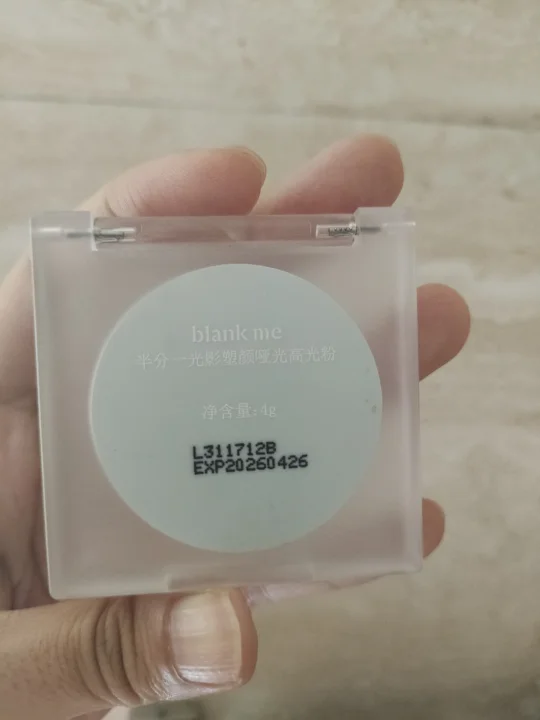 blank me
半分一光影塑颜哑光高光粉
净含量:4g
L311712B
EXP20260426